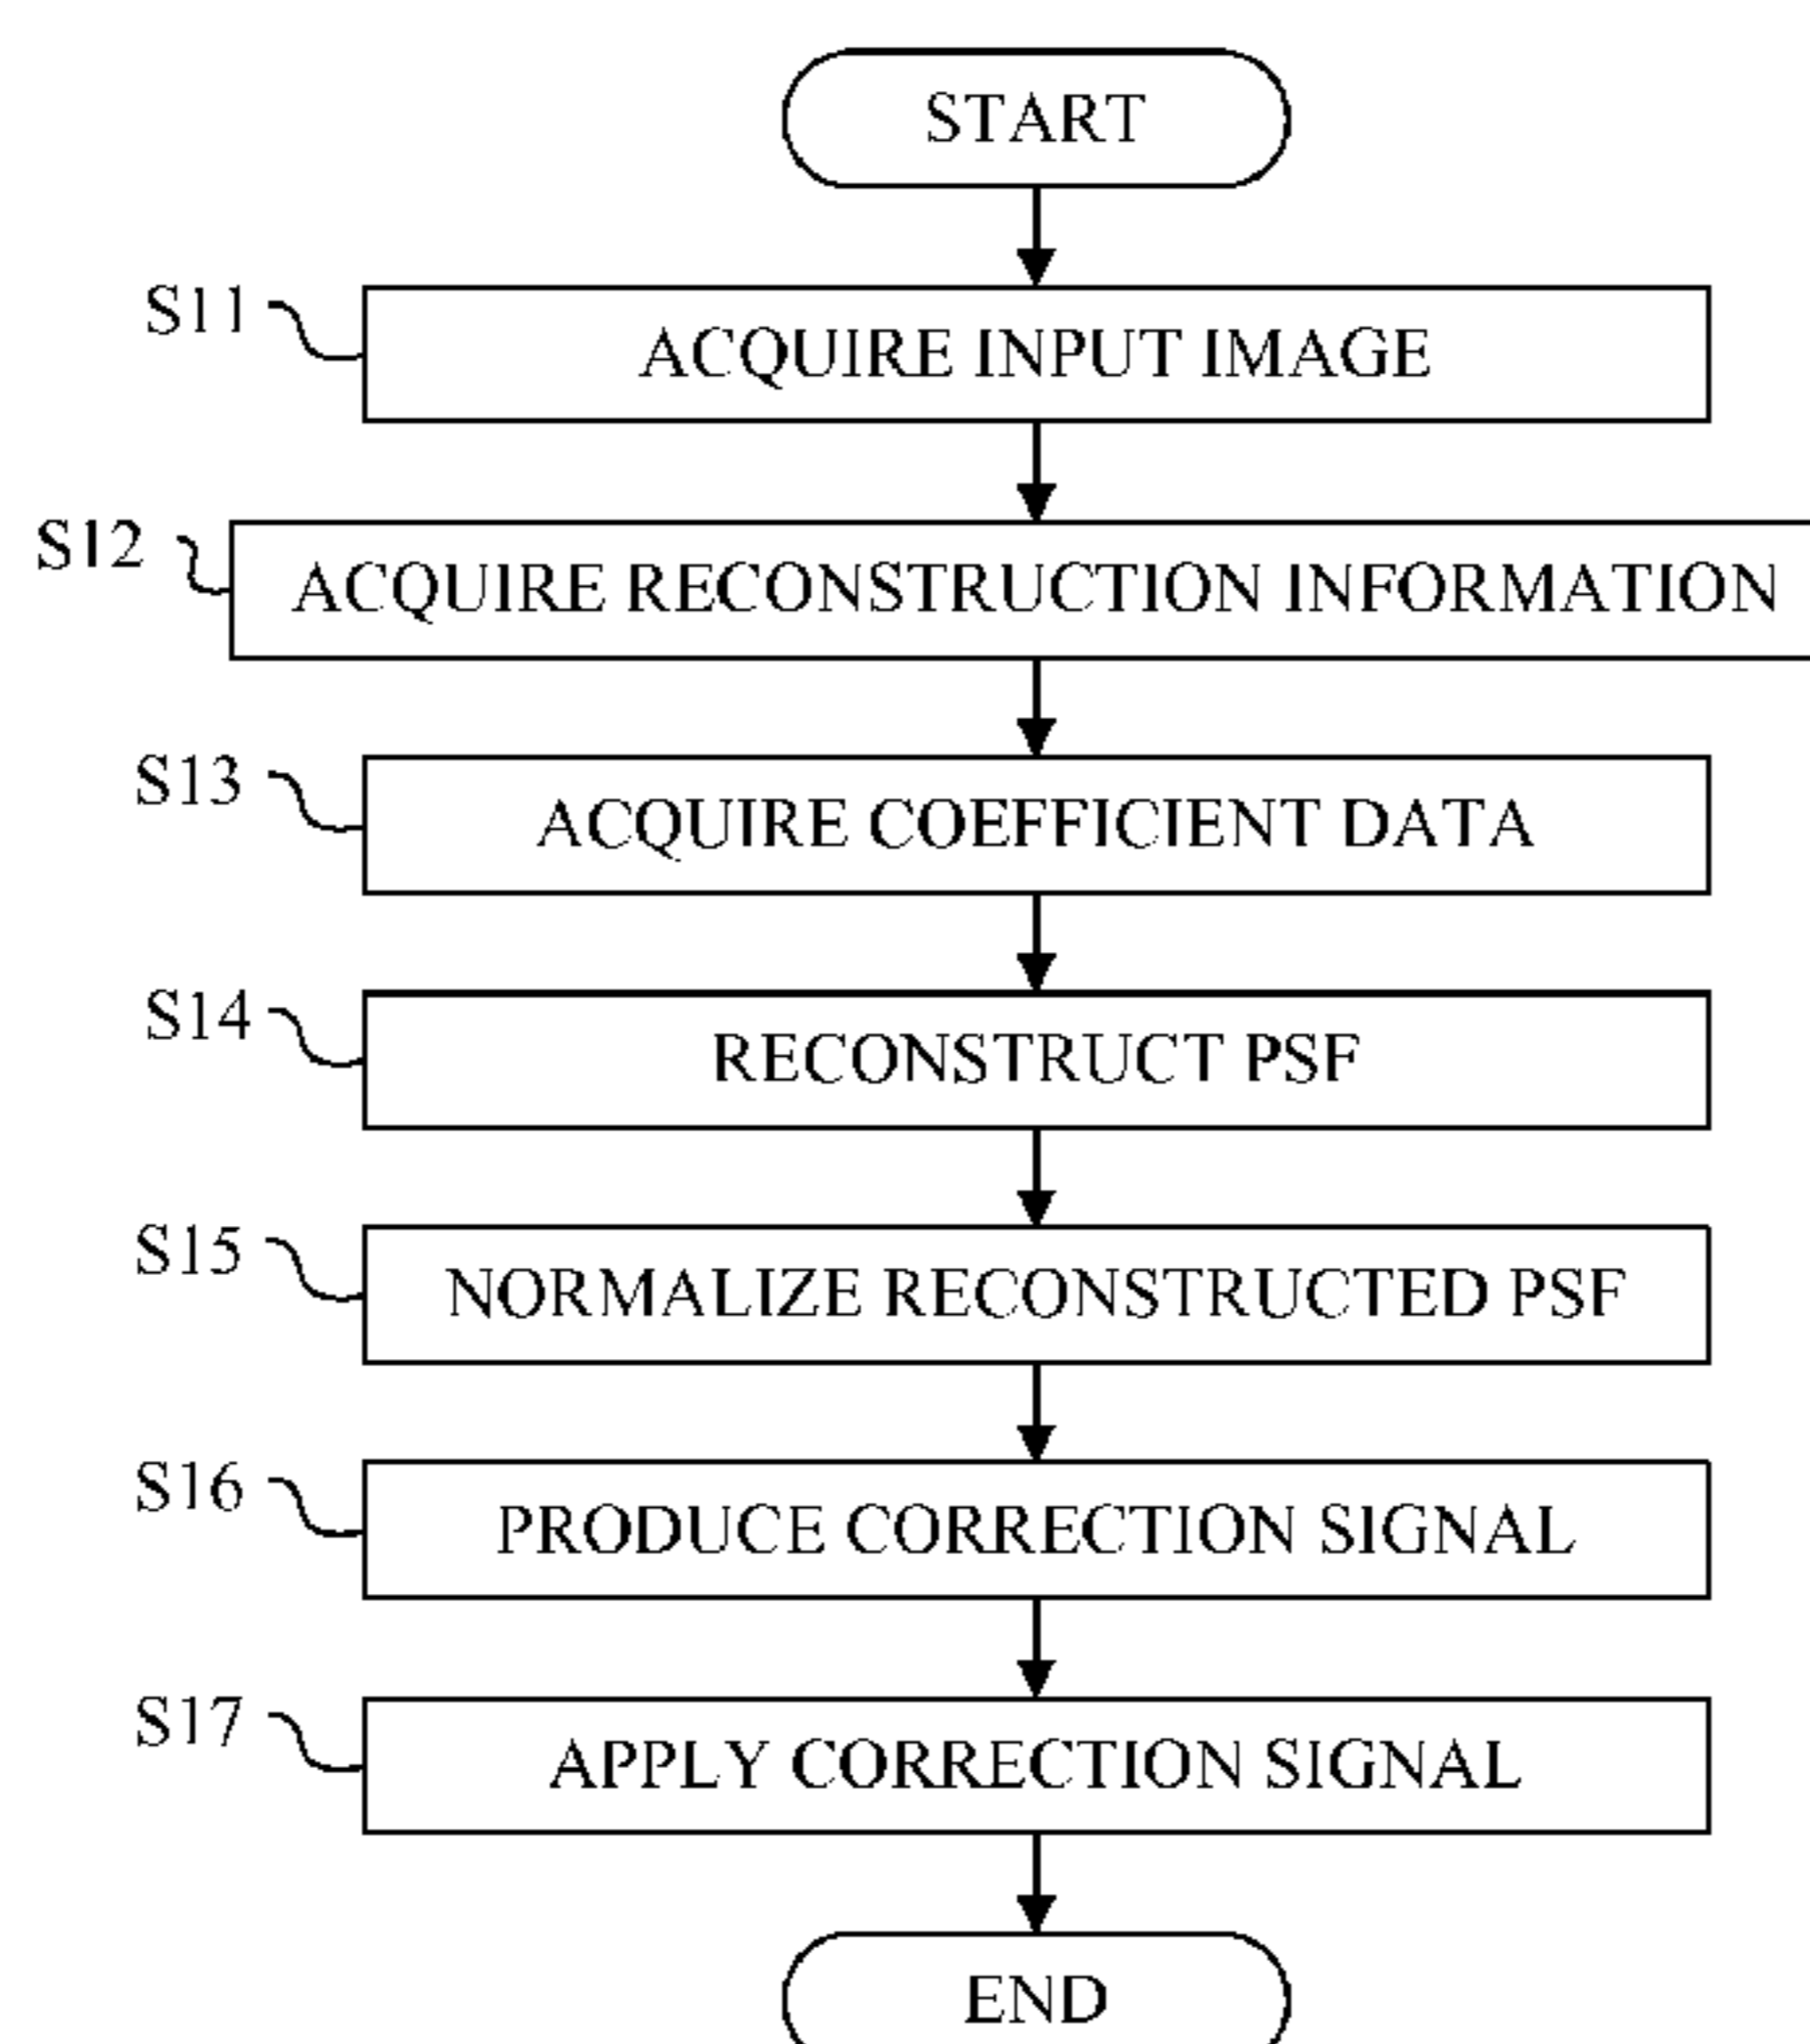 START
S11
ACQUIRE INPUT IMAGE
S12
ACQUIRE RECONSTRUCTION INFORMATION
S13
ACQUIRE COEFFICIENT DATA
S14
RECONSTRUCT PSF
S15
NORMALIZE RECONSTRUCTED PSF
S16
PRODUCE CORRECTION SIGNAL
S17
APPLY CORRECTION SIGNAL
END